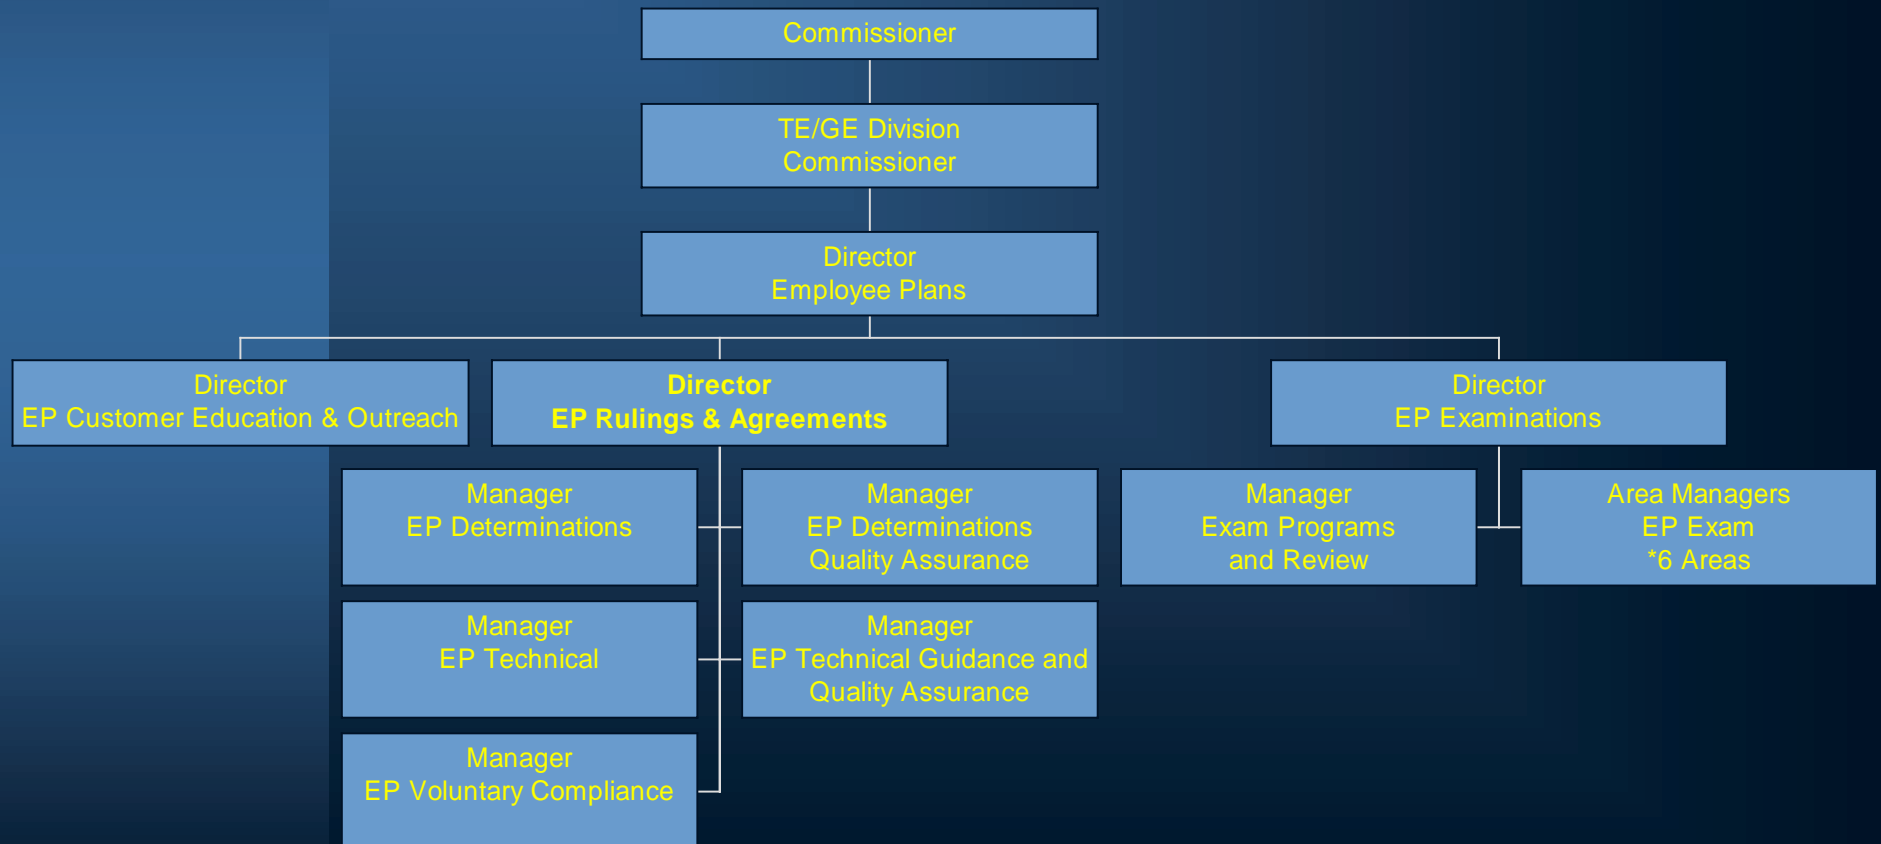 Commissioner
TE/GE Division
Commissioner
Director
Employee Plans
Director
EP Customer Education & Outreach
Director
EP Rulings & Agreements
Director
EP Examinations
Manager
EP Determinations
Manager
EP Determinations
Quality Assurance
Manager
Exam Programs
and Review
Area Managers
EP Exam
*6 Areas
Manager
EP Technical
Manager
EP Technical Guidance and
Quality Assurance
Manager
EP Voluntary Compliance